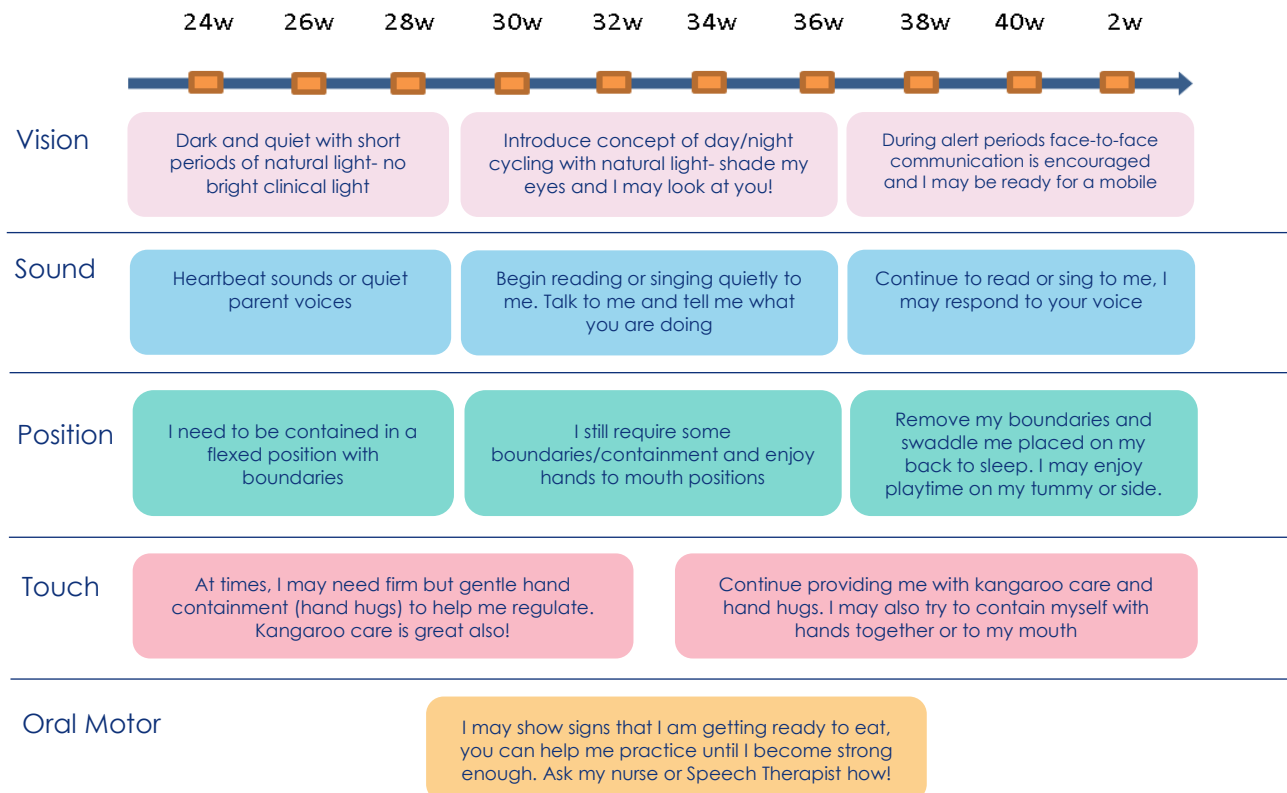 24w 26w 28w 30w 32w 34w 36w 38w 40w 2w
Vision
Dark and quiet with short
periods of natural light- no
bright clinical light
Introduce concept of day/night
cycling with natural light- shade my
eyes and I may look at you!
During alert periods face-to-face
communication is encouraged
and I may be ready for a mobile
Sound
Heartbeat sounds or quiet
parent voices
Begin reading or singing quietly to
me. Talk to me and tell me what
you are doing
Continue to read or sing to me, I
may respond to your voice
Position
I need to be contained in a
flexed position with
boundaries
I still require some
boundaries/containment and enjoy
hands to mouth positions
Remove my boundaries and
swaddle me placed on my
back to sleep. I may enjoy
playtime on my tummy or side.
Touch
At times, I may need firm but gentle hand
containment (hand hugs) to help me regulate.
Kangaroo care is great also!
Continue providing me with kangaroo care and
hand hugs. I may also try to contain myself with
hands together or to my mouth
Oral Motor
I may show signs that I am getting ready to eat,
you can help me practice until I become strong
enough. Ask my nurse or Speech Therapist how!